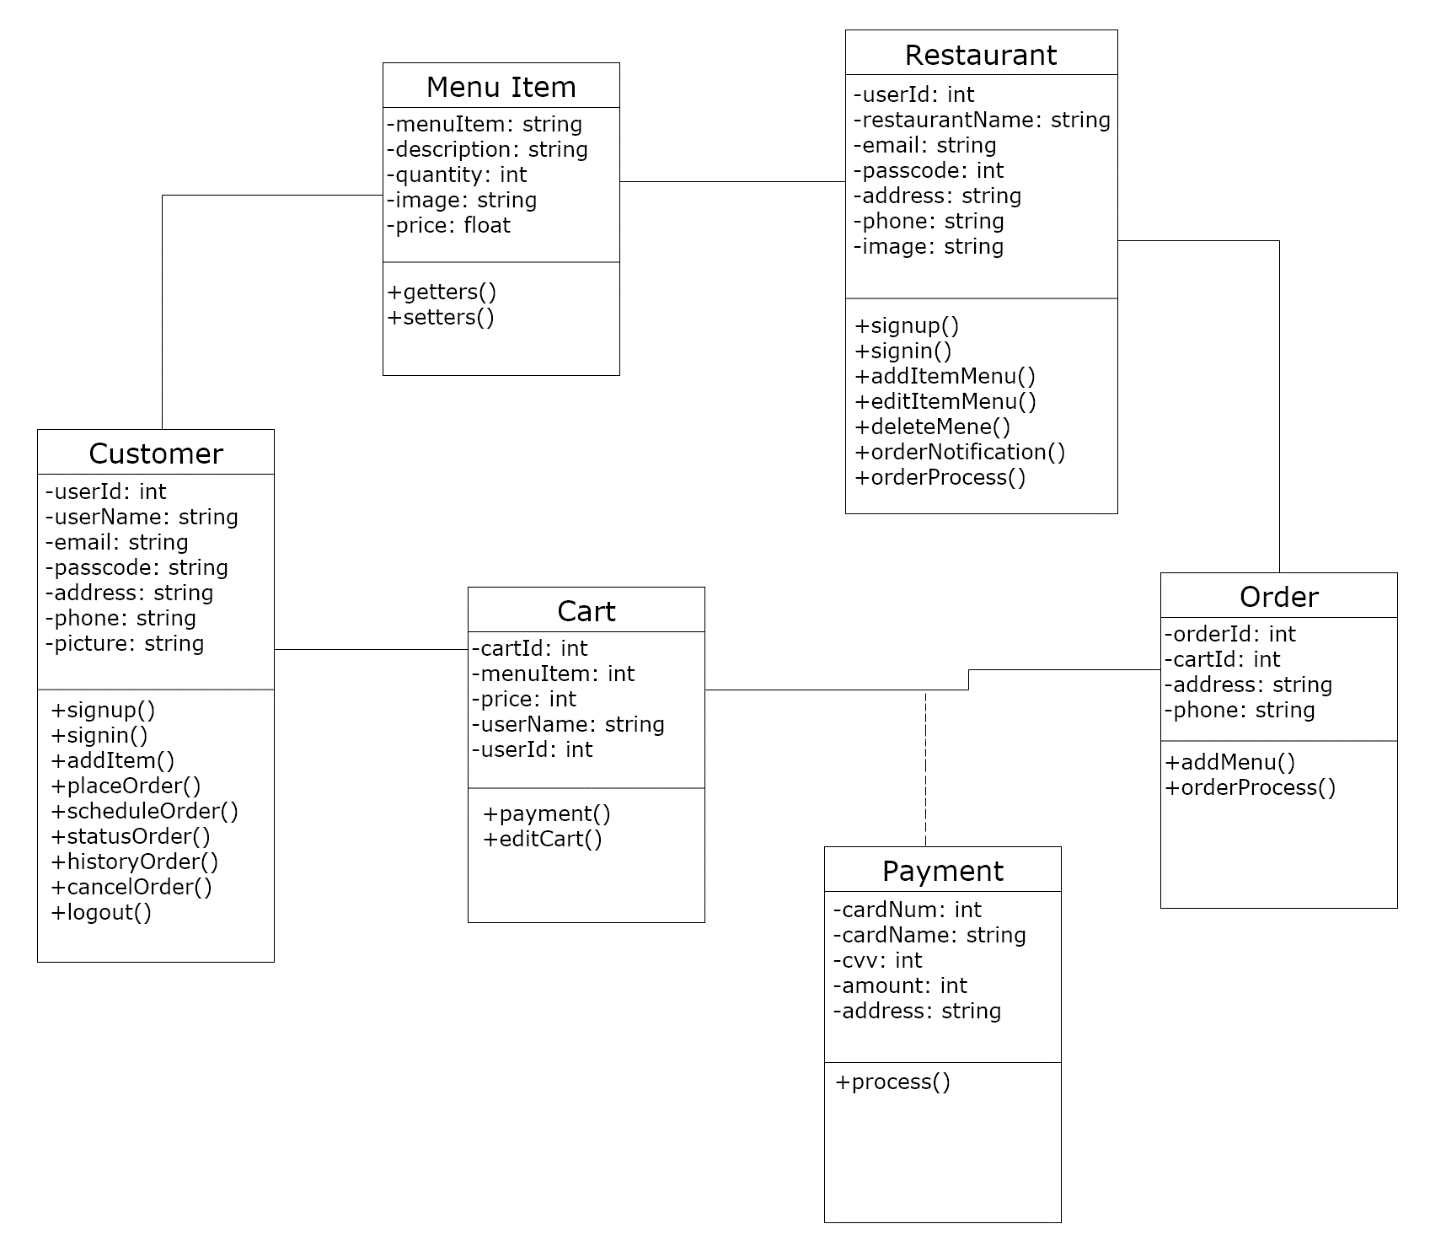 Menu Item
-menuItem: string
-description: string
-quantity: int
-image: string
-price: float
+getters()
+setters()
Restaurant
-userId: int
-restaurantName: string
-email: string
-passcode: int
-address: string
-phone: string
-image: string
+signup()
+signin()
+addItemMenu()
+editItemMenu()
+deleteMene()
+orderNotification()
+orderProcess()
Customer
-userId: int
-userName: string
-email: string
-passcode: string
-address: string
-phone: string
-picture: string
+signup()
+signin()
+addItem()
+placeOrder()
+scheduleOrder()
+statusOrder()
+historyOrder()
+cancelOrder()
+logout()
Cart
-cartId: int
-menuItem: int
-price: int
-userName: string
-userId: int
+payment()
+editCart()
Order
-orderId: int
-cartId: int
-address: string
-phone: string
+addMenu()
+orderProcess()
Payment
-cardNum: int
-cardName: string
-cvv: int
-amount: int
-address: string
+process()